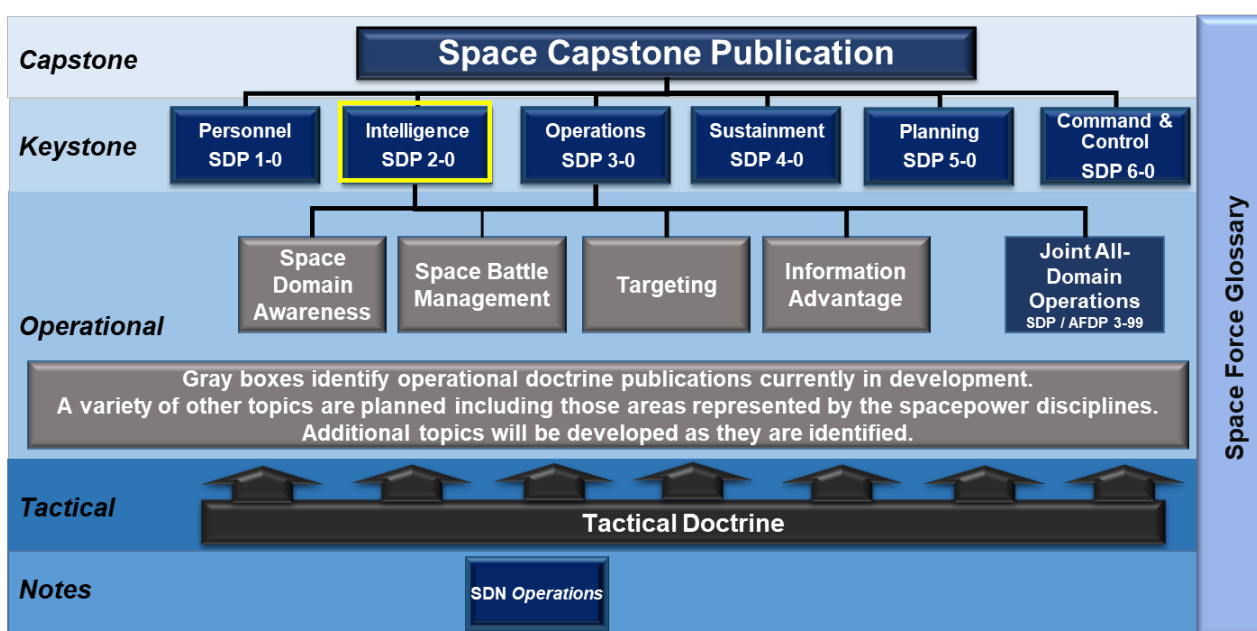 Capstone
Space Capstone Publication
Keystone
Personnel
SDP 1-0
Intelligence
SDP 2-0
Operations
SDP 3-0
Sustainment
SDP 4-0
Planning
SDP 5-0
Command &
Control
SDP 6-0
Operational
Space
Domain
Awareness
Space Battle
Management
Targeting
Information
Advantage
Joint All-
Domain
Operations
SDP / AFDP 3-99
Gray boxes identify operational doctrine publications currently in development.
A variety of other topics are planned including those areas represented by the spacepower disciplines.
Additional topics will be developed as they are identified.
Tactical
Tactical Doctrine
Notes
SDN Operations
Space Force Glossary